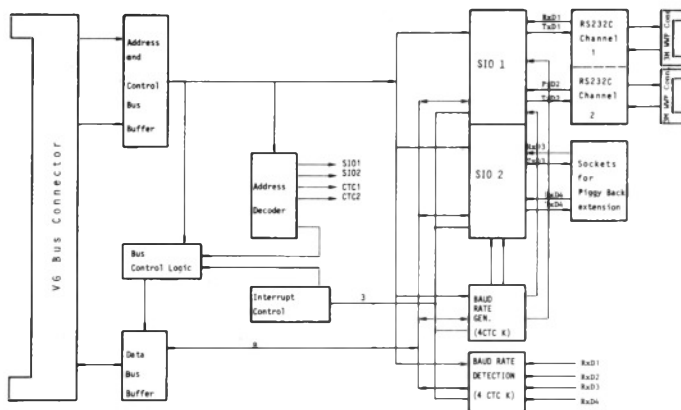 V6 Bus Connector
Address
and
Control
Bus
Buffer
Address
Decoder
SIO1
SIO2
CTC1
CTC2
Bus
Control Logic
Interrupt
Control
3
Data
Bus
Buffer
8
SIO 1
SIO 2
RxD1
TxD1
RxD2
TxD2
RxD3
TxD3
RxD4
TxD4
RS232C
Channel
1
RS232C
Channel
2
Sockets
for
Piggy Back
extension
BAUD
RATE
GEN.
(4CTC K)
BAUD RATE
DETECTION
(4 CTC K)
RxD1
RxD2
RxD3
RxD4